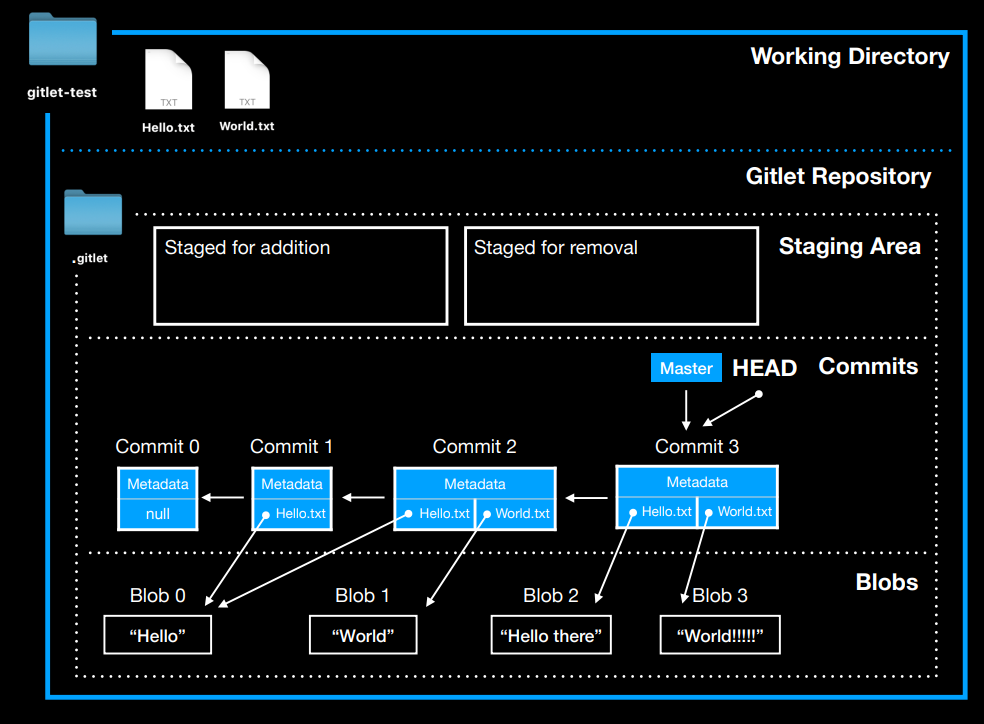 Working Directory
gitlet-test
TXT
TXT
Hello.txt
World.txt
Gitlet Repository
.gitlet
Staged for addition
Staged for removal
Staging Area
Master
HEAD
Commits
Commit 0
Commit 1
Commit 2
Commit 3
Metadata
null
Metadata
Hello.txt
Metadata
Hello.txt
World.txt
Metadata
Hello.txt
World.txt
Blobs
Blob 0
Blob 1
Blob 2
Blob 3
“Hello”
“World”
“Hello there”
“World!!!!!”